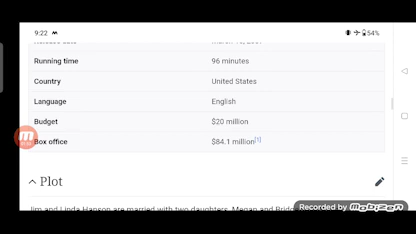 9:22 54%
Running time 96 minutes
Country United States
Language English
Budget $20 million
Box office $84.1 million[1]
Plot
Jim and Linda Hanson are married with two daughters, Megan and
Recorded by Mobizen